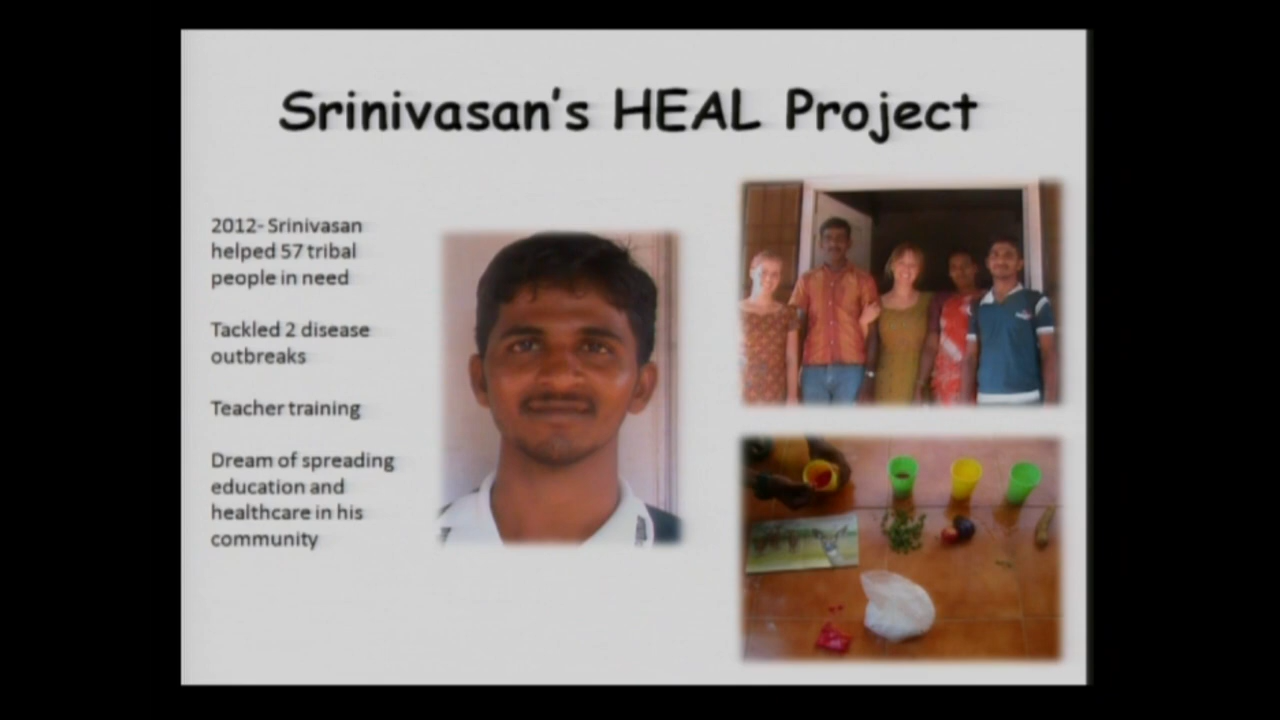 Srinivasan's HEAL Project
2012- Srinivasan
helped 57 tribal
people in need
Tackled 2 disease
outbreaks
Teacher training
Dream of spreading
education and
healthcare in his
community